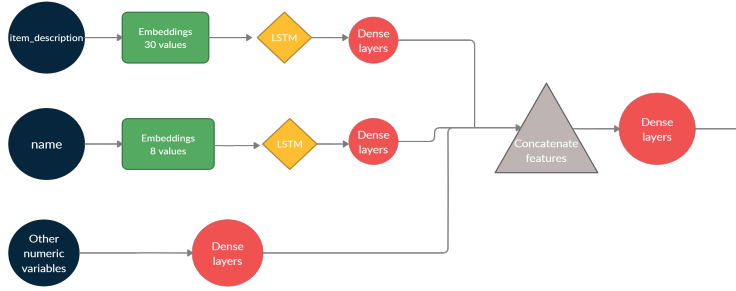 item_description
Embeddings
30 values
LSTM
Dense
layers
name
Embeddings
8 values
LSTM
Dense
layers
Concatenate
features
Dense
layers
Other
numeric
variables
Dense
layers